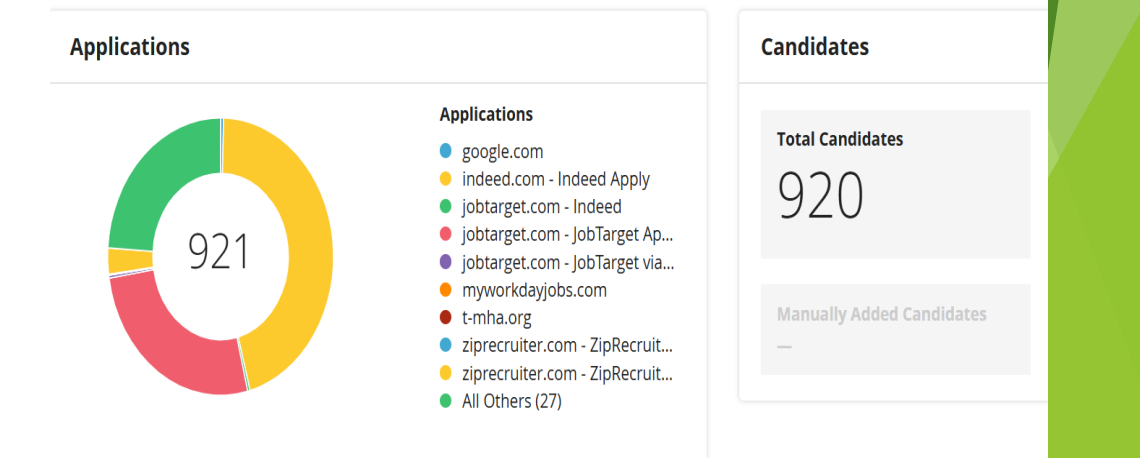 Applications
921
Applications
google.com
indeed.com - Indeed Apply
jobtarget.com - Indeed
jobtarget.com - JobTarget Ap...
jobtarget.com - JobTarget via...
myworkdayjobs.com
t-mha.org
ziprecruiter.com - ZipRecruit...
ziprecruiter.com - ZipRecruit...
All Others (27)
Candidates
Total Candidates
920
Manually Added Candidates
—